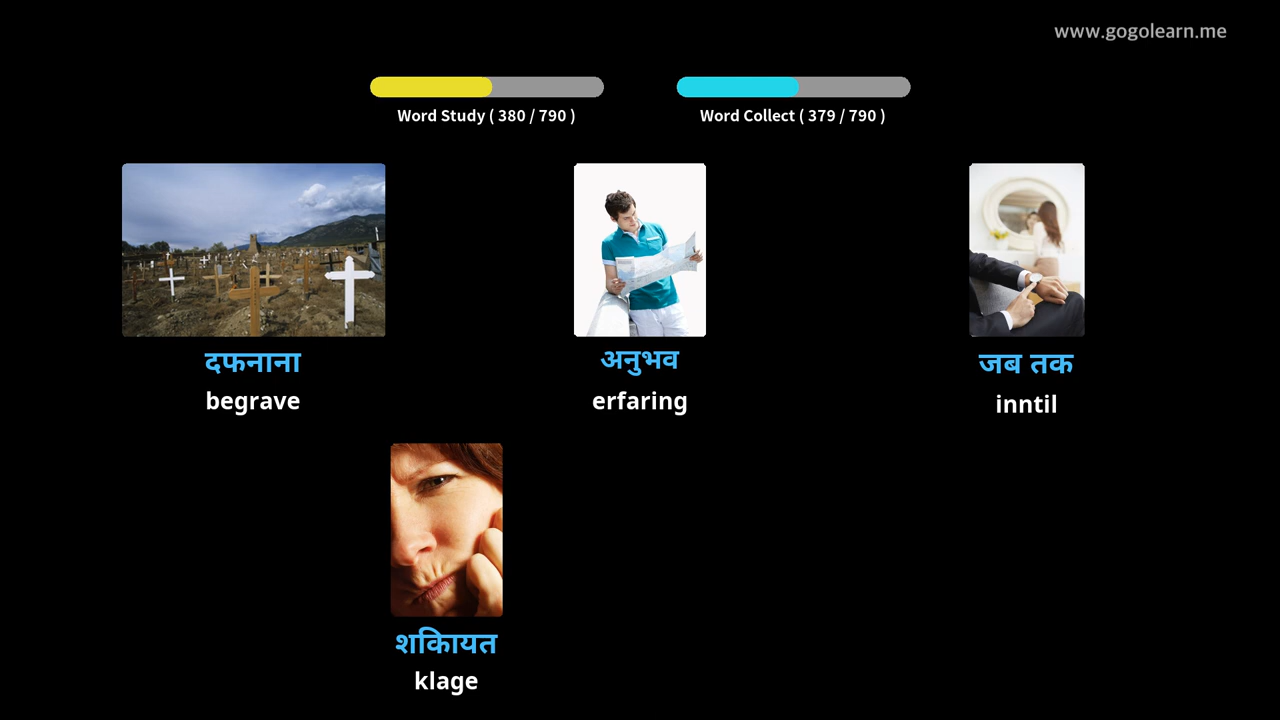 www.gogolearn.me
Word Study ( 380 / 790 )
Word Collect ( 379 / 790 )
दफनाना
begrave
अनुभव
erfaring
जब तक
inntil
शकिायत
klage